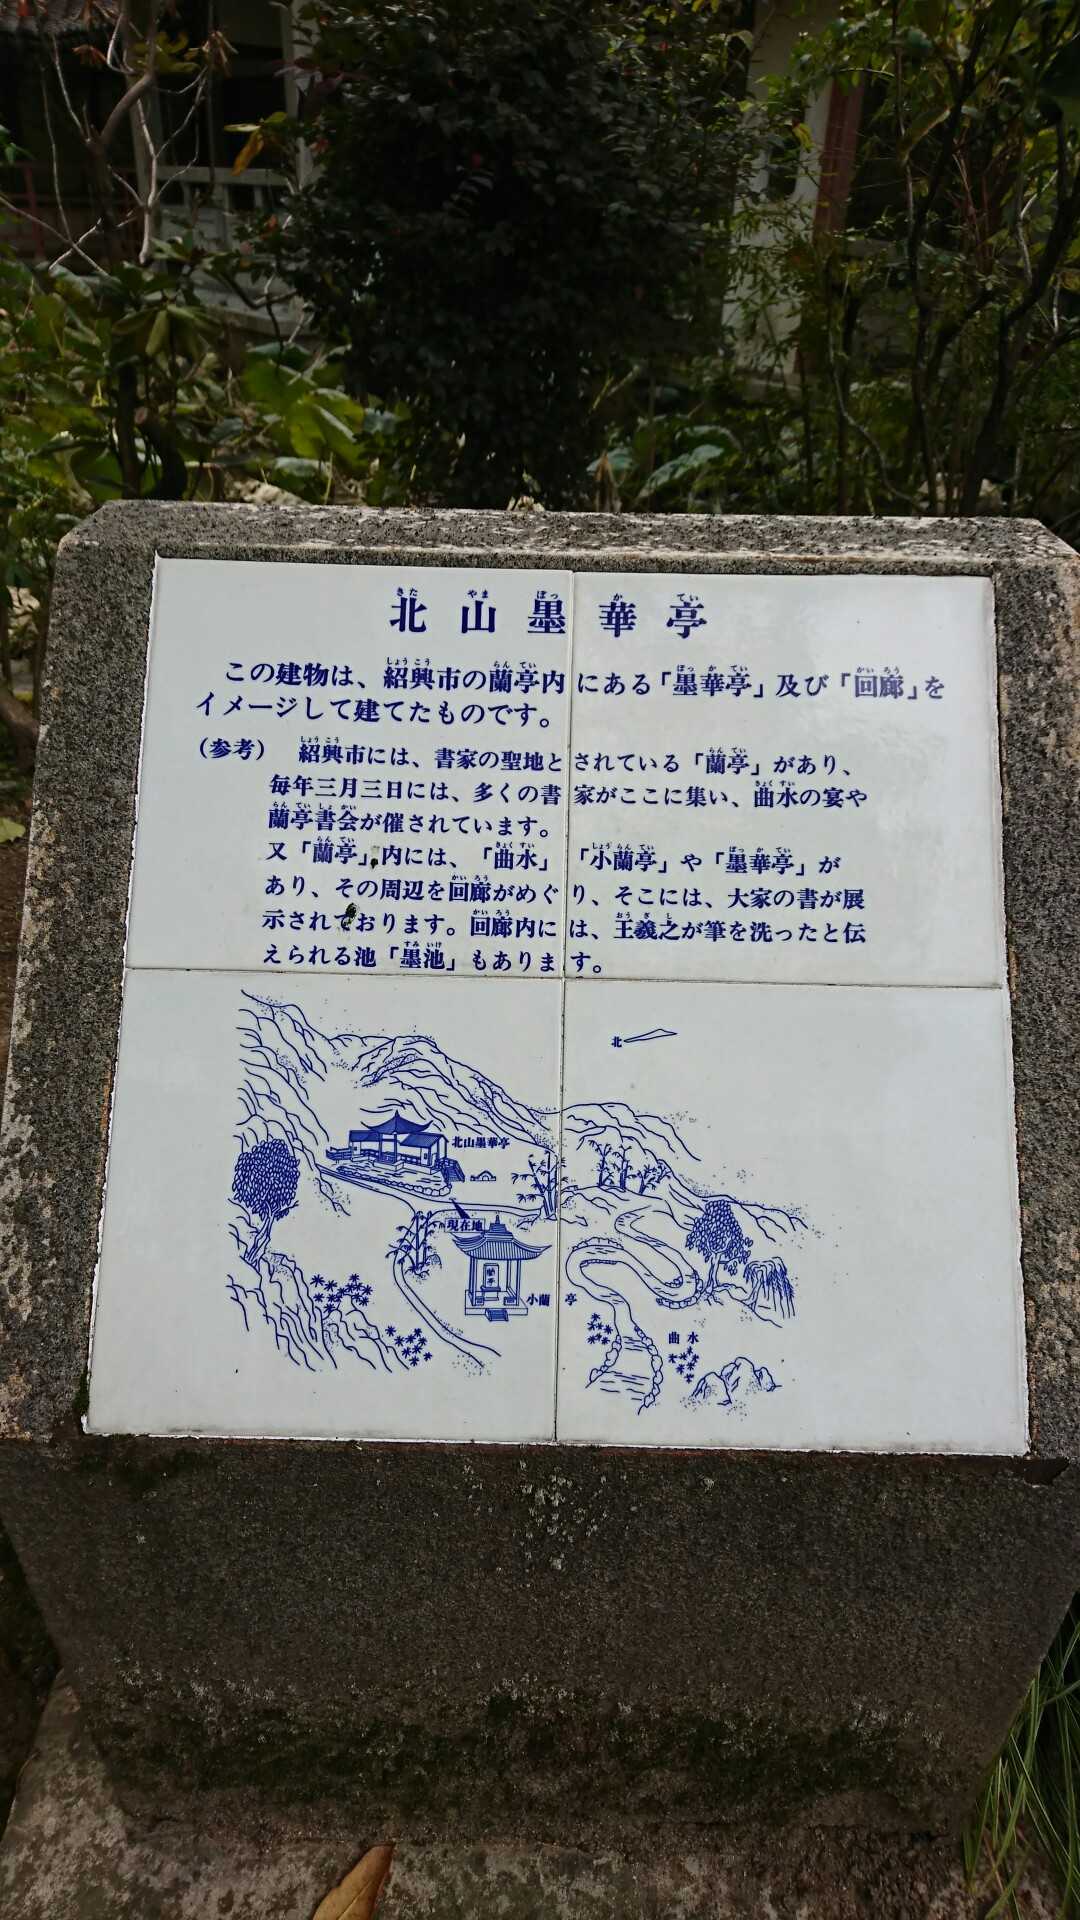 北山墨華亭
この建物は、紹興市の蘭亭内にある「墨華亭」及び「回廊」を
イメージして建てたものです。
(参考) 紹興市には、書家の聖地とされている「蘭亭」があり、
毎年三月三日には、多くの書家がここに集い、曲水の宴や
蘭亭書会が催されています。
又「蘭亭」内には、「曲水」「小蘭亭」や「墨華亭」が
あり、その周辺を回廊がめぐり、そこには、大家の書が展
示されております。回廊内には、王羲之が筆を洗ったと伝
えられる池「墨池」もあります。
北
北山墨華亭
現在地
小蘭亭
曲水